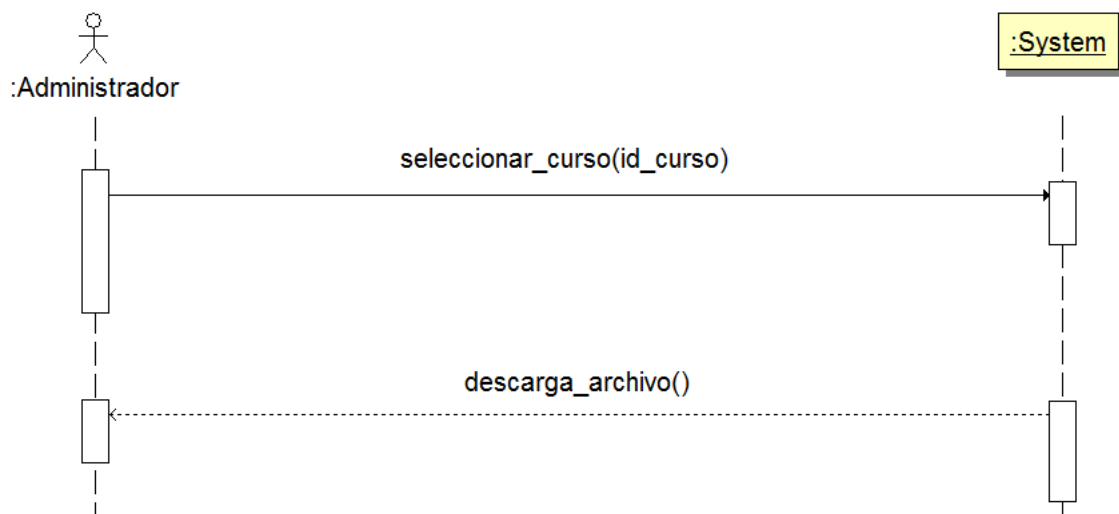 :System
:Administrador
seleccionar_curso(id_curso)
descarga_archivo()